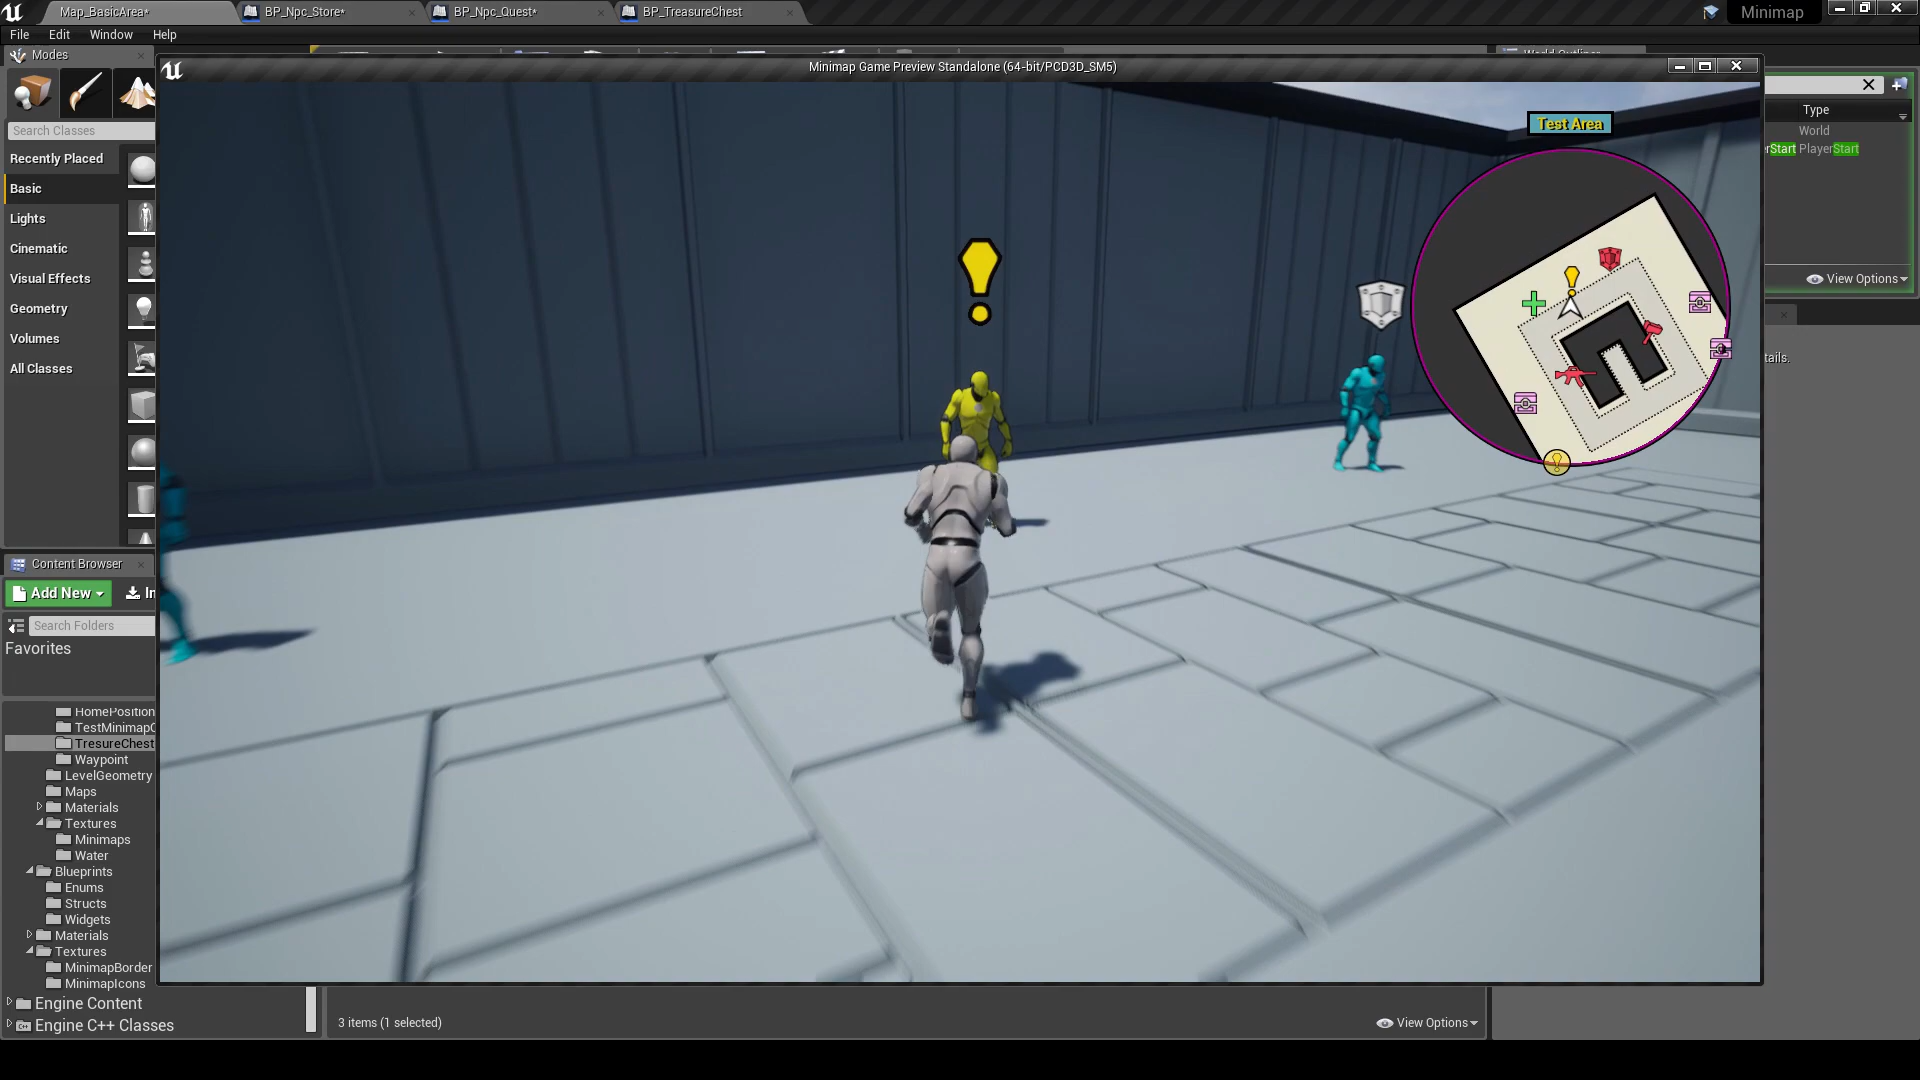 Map_BasicArea*
BP_Npc_Store*
BP_Npc_Quest*
BP_TreasureChest
Minimap
File
Edit
Window
Help
Modes
Minimap Game Preview Standalone (64-bit/PCD3D_SM5)
Search Classes
Recently Placed
Basic
Lights
Cinematic
Visual Effects
Geometry
Volumes
All Classes
Test Area
Type
World
rStart PlayerStart
View Options
tails.
Content Browser
Add New
Search Folders
Favorites
HomePosition
TestMinimap
TresureChest
Waypoint
LevelGeometry
Maps
Materials
Textures
Minimaps
Water
Blueprints
Enums
Structs
Widgets
Materials
Textures
MinimapBorder
MinimapIcons
Engine Content
Engine C++ Classes
3 items (1 selected)
View Options